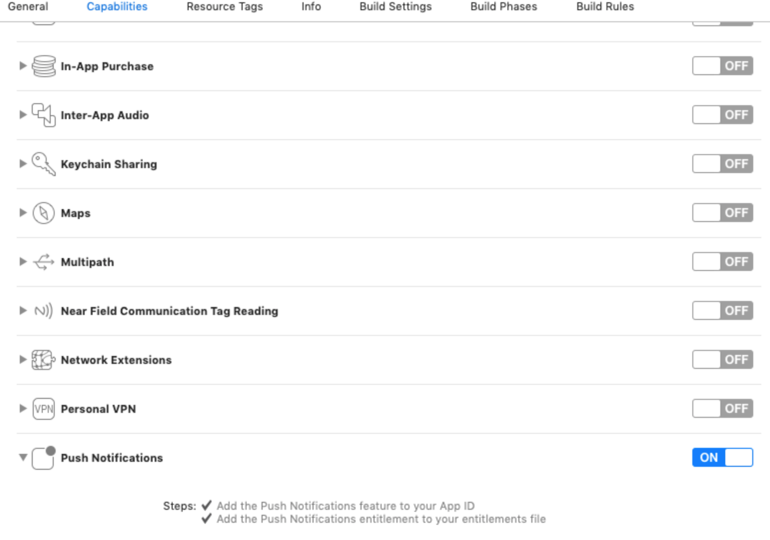 General Capabilities Resource Tags Info Build Settings Build Phases Build Rules
In-App Purchase OFF
Inter-App Audio OFF
Keychain Sharing OFF
Maps OFF
Multipath OFF
N)) Near Field Communication Tag Reading OFF
Network Extensions OFF
VPN Personal VPN OFF
Push Notifications ON
Steps: ✔ Add the Push Notifications feature to your App ID
✔ Add the Push Notifications entitlement to your entitlements file